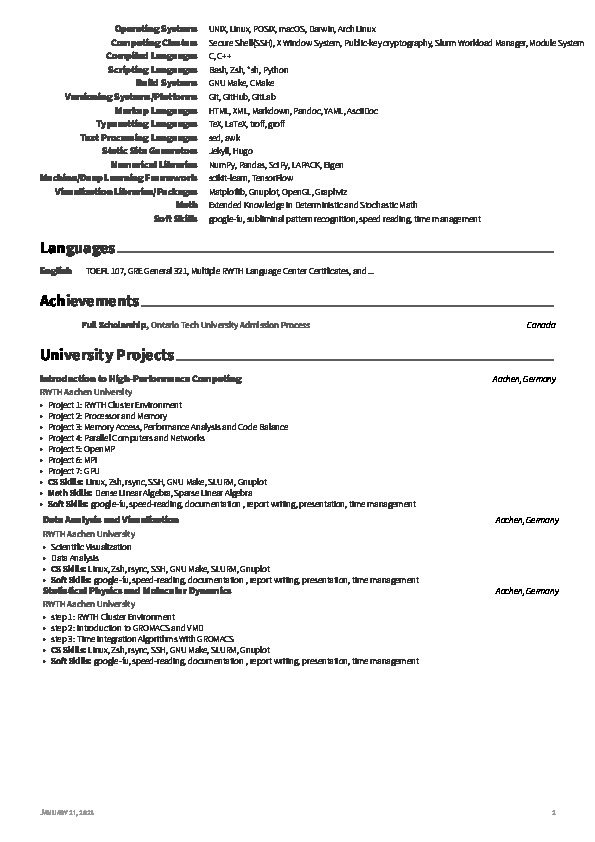 Operating Systems UNIX, Linux, POSIX, macOS, Darwin, Arch Linux
Computing Clusters Secure Shell(SSH), X Window System, Public-key cryptography, Slurm Workload Manager, Module System
Compiled Languages C, C++
Scripting Languages Bash, Zsh, *sh, Python
Build Systems GNU Make, CMake
Versioning Systems/Platforms Git, GitHub, GitLab
Markup Languages HTML, XML, Markdown, Pandoc, YAML, AsciiDoc
Typesetting Languages TeX, LaTeX, troff, groff
Text Processing Languages sed, awk
Static Site Generators Jekyll, Hugo
Numerical Libraries NumPy, Pandas, SciPy, LAPACK, Eigen
Machine/Deep Learning Framework scikit-learn, TensorFlow
Visualization Libraries/Packages Matplotlib, Gnuplot, OpenGL, Graphviz
Math Extended Knowledge in Deterministic and Stochastic Math
Soft Skills google-fu, subliminal pattern recognition, speed reading, time management
Languages
English TOEFL 107, GRE General 321, Multiple RWTH Language Center Certificates, and ...
Achievements
Full Scholarship, Ontario Tech University Admission Process Canada
University Projects
Introduction to High-Performance Computing Aachen, Germany
RWTH Aachen University
• Project 1: RWTH Cluster Environment
• Project 2: Processor and Memory
• Project 3: Memory Access, Performance Analysis and Code Balance
• Project 4: Parallel Computers and Networks
• Project 5: OpenMP
• Project 6: MPI
• Project 7: GPU
• CS Skills: Linux, Zsh, rsync, SSH, GNU Make, SLURM, Gnuplot
• Math Skills: Dense Linear Algebra, Sparse Linear Algebra
• Soft Skills: google-fu, speed-reading, documentation, report writing, presentation, time management
Data Analysis and Visualization Aachen, Germany
RWTH Aachen University
• Scientific Visualization
• Data Analysis
• CS Skills: Linux, Zsh, rsync, SSH, GNU Make, SLURM, Gnuplot
• Soft Skills: google-fu, speed-reading, documentation , report writing, presentation, time management
Statistical Physics and Molecular Dynamics Aachen, Germany
RWTH Aachen University
• step 1: RWTH Cluster Environment
• step 2: Introduction to GROMACS and VMD
• step 3: Time Integration Algorithms With GROMACS
• CS Skills: Linux, Zsh, rsync, SSH, GNU Make, SLURM, Gnuplot
• Soft Skills: google-fu, speed-reading, documentation , report writing, presentation, time management
JANUARY 21, 2021 2